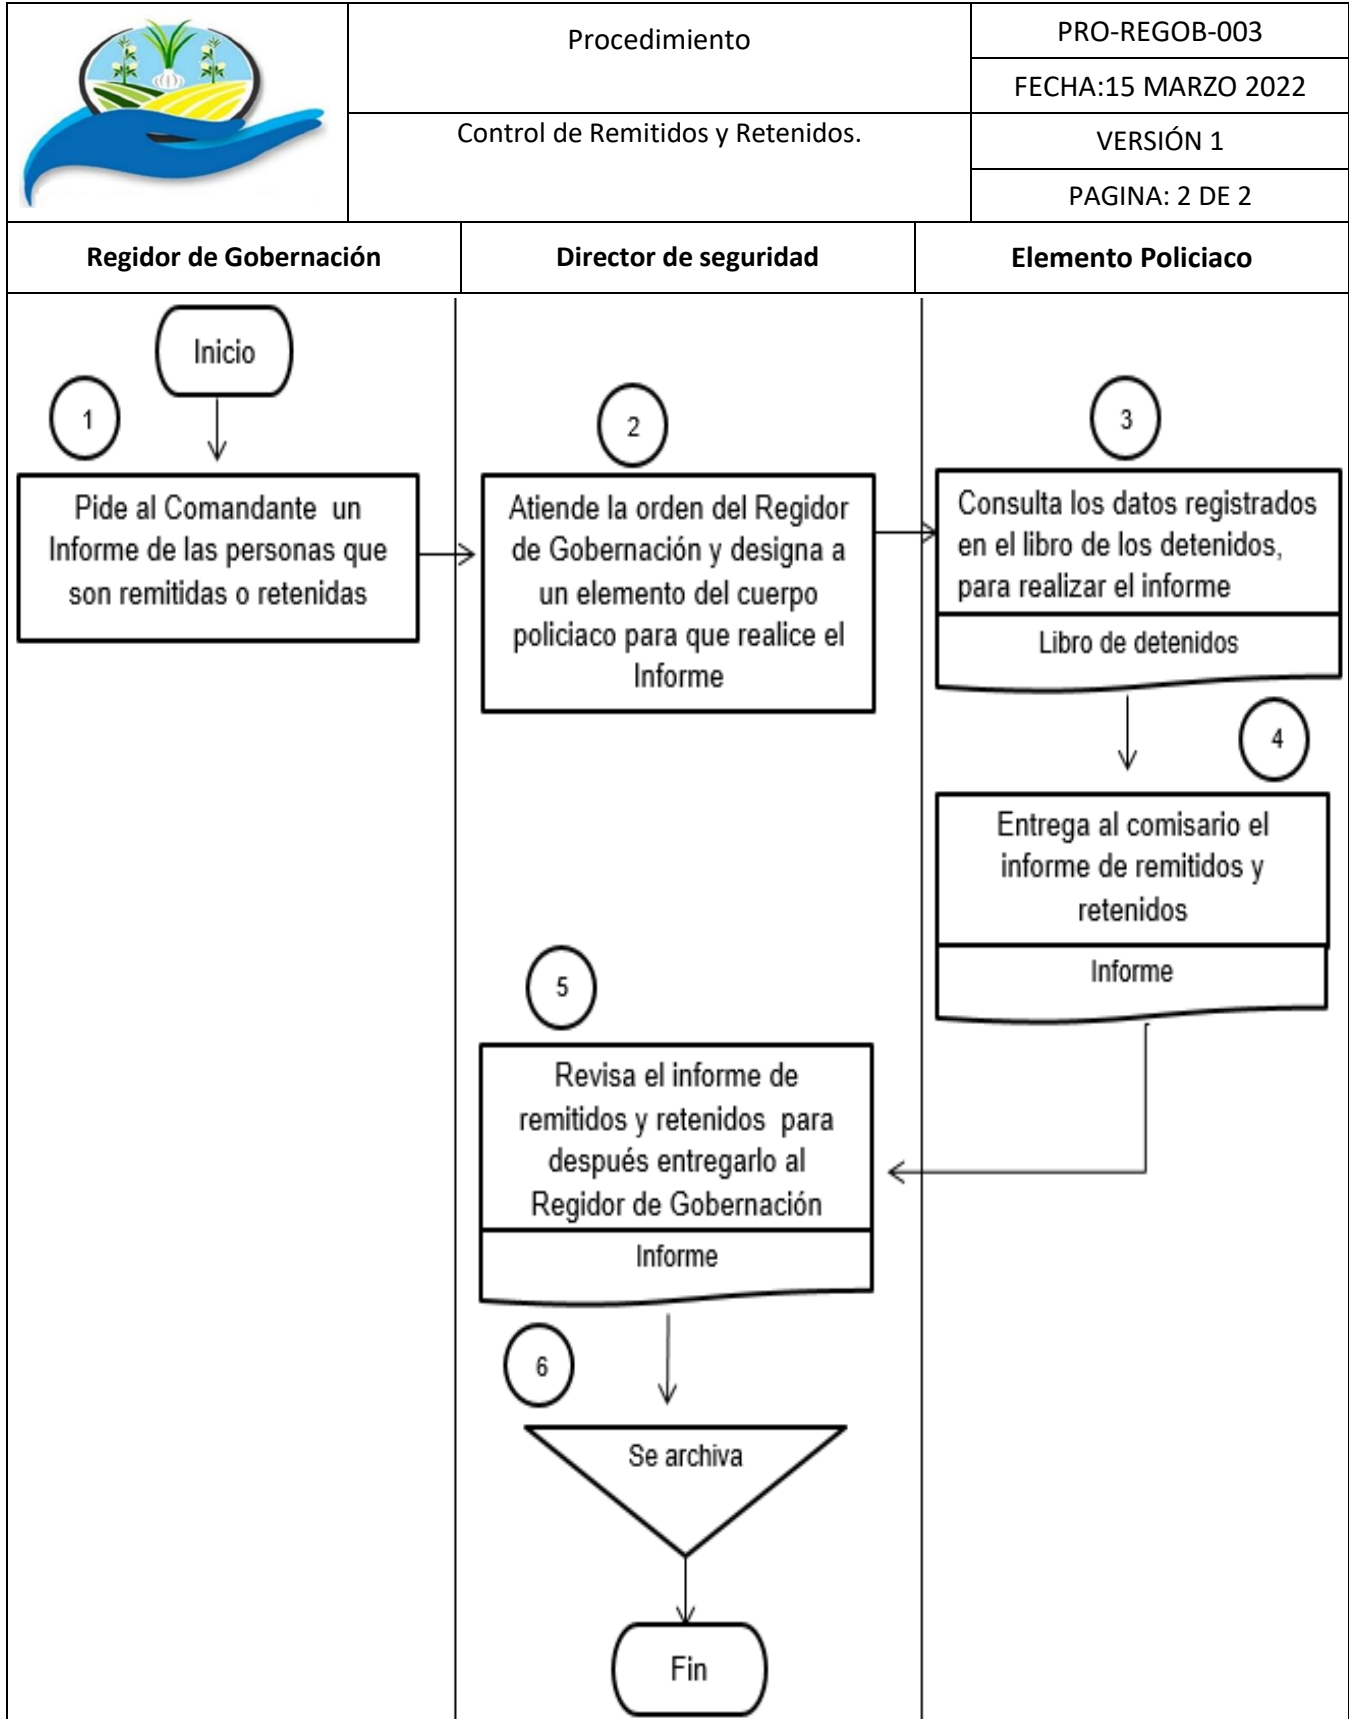 Procedimiento
PRO-REGOB-003
FECHA:15 MARZO 2022
Control de Remitidos y Retenidos.
VERSIÓN 1
PAGINA: 2 DE 2
Regidor de Gobernación
Director de seguridad
Elemento Policiaco
Inicio
1
Pide al Comandante un
Informe de las personas que
son remitidas o retenidas
2
Atiende la orden del Regidor
de Gobernación y designa a
un elemento del cuerpo
policiaco para que realice el
Informe
3
Consulta los datos registrados
en el libro de los detenidos,
para realizar el informe
Libro de detenidos
4
Entrega al comisario el
informe de remitidos y
retenidos
Informe
5
Revisa el informe de
remitidos y retenidos para
después entregarlo al
Regidor de Gobernación
Informe
6
Se archiva
Fin